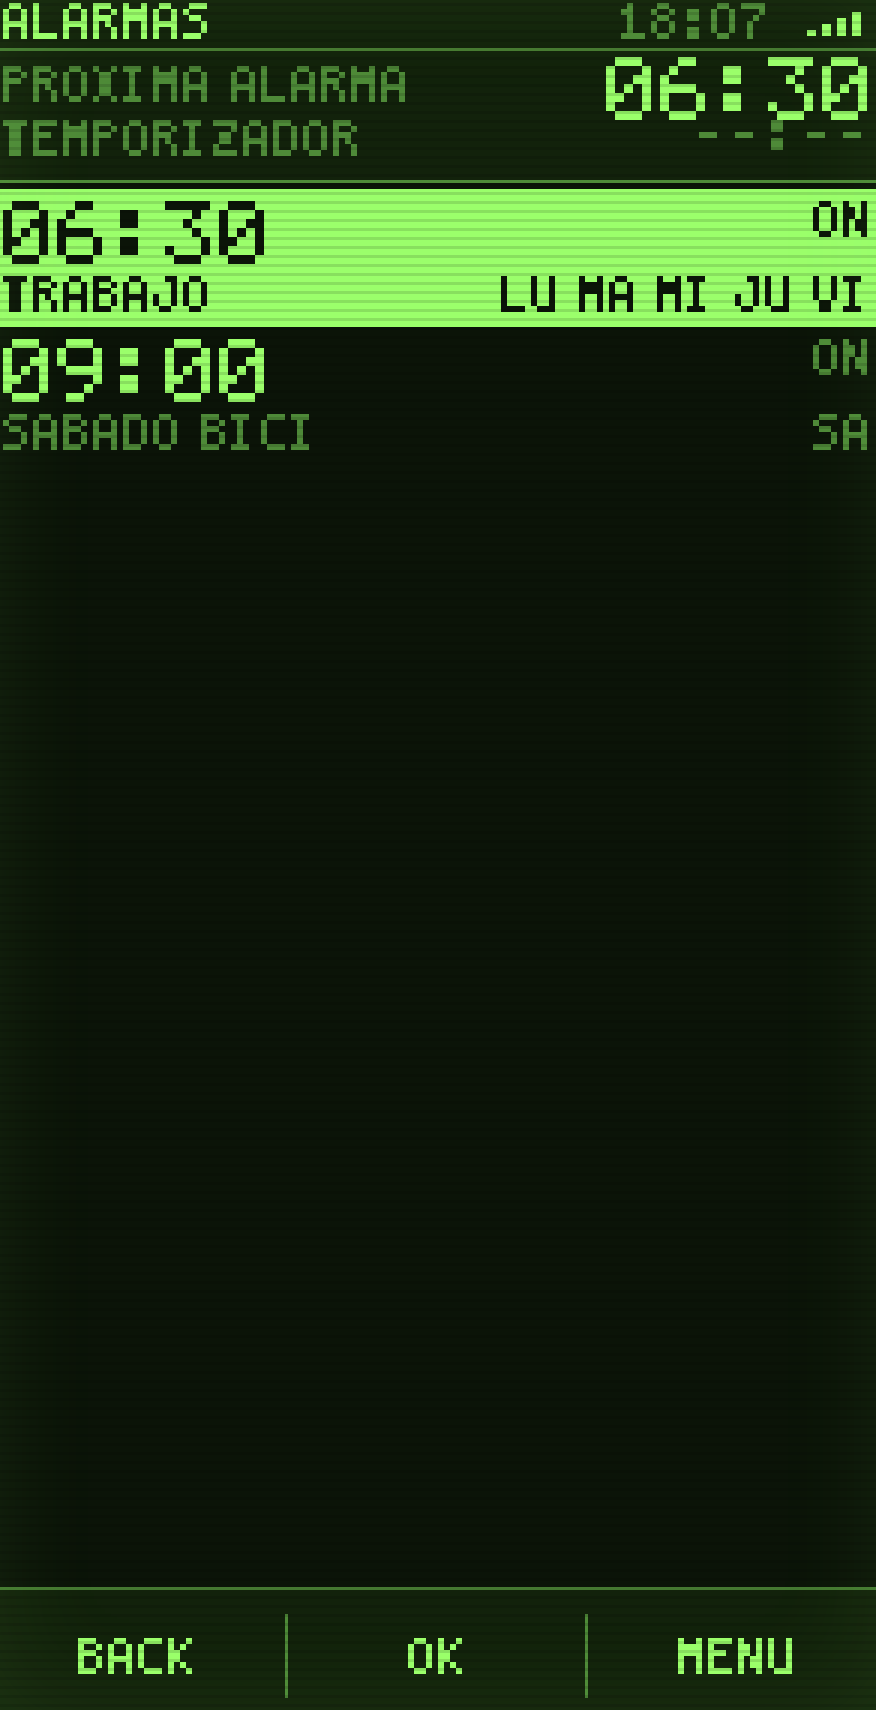 ALARMAS 18:07
PROXIMA ALARMA 06:30
TEMPORIZADOR --:--
06:30 ON
TRABAJO LU MA MI JU VI
09:00 ON
SABADO BICI SA
BACK OK MENU